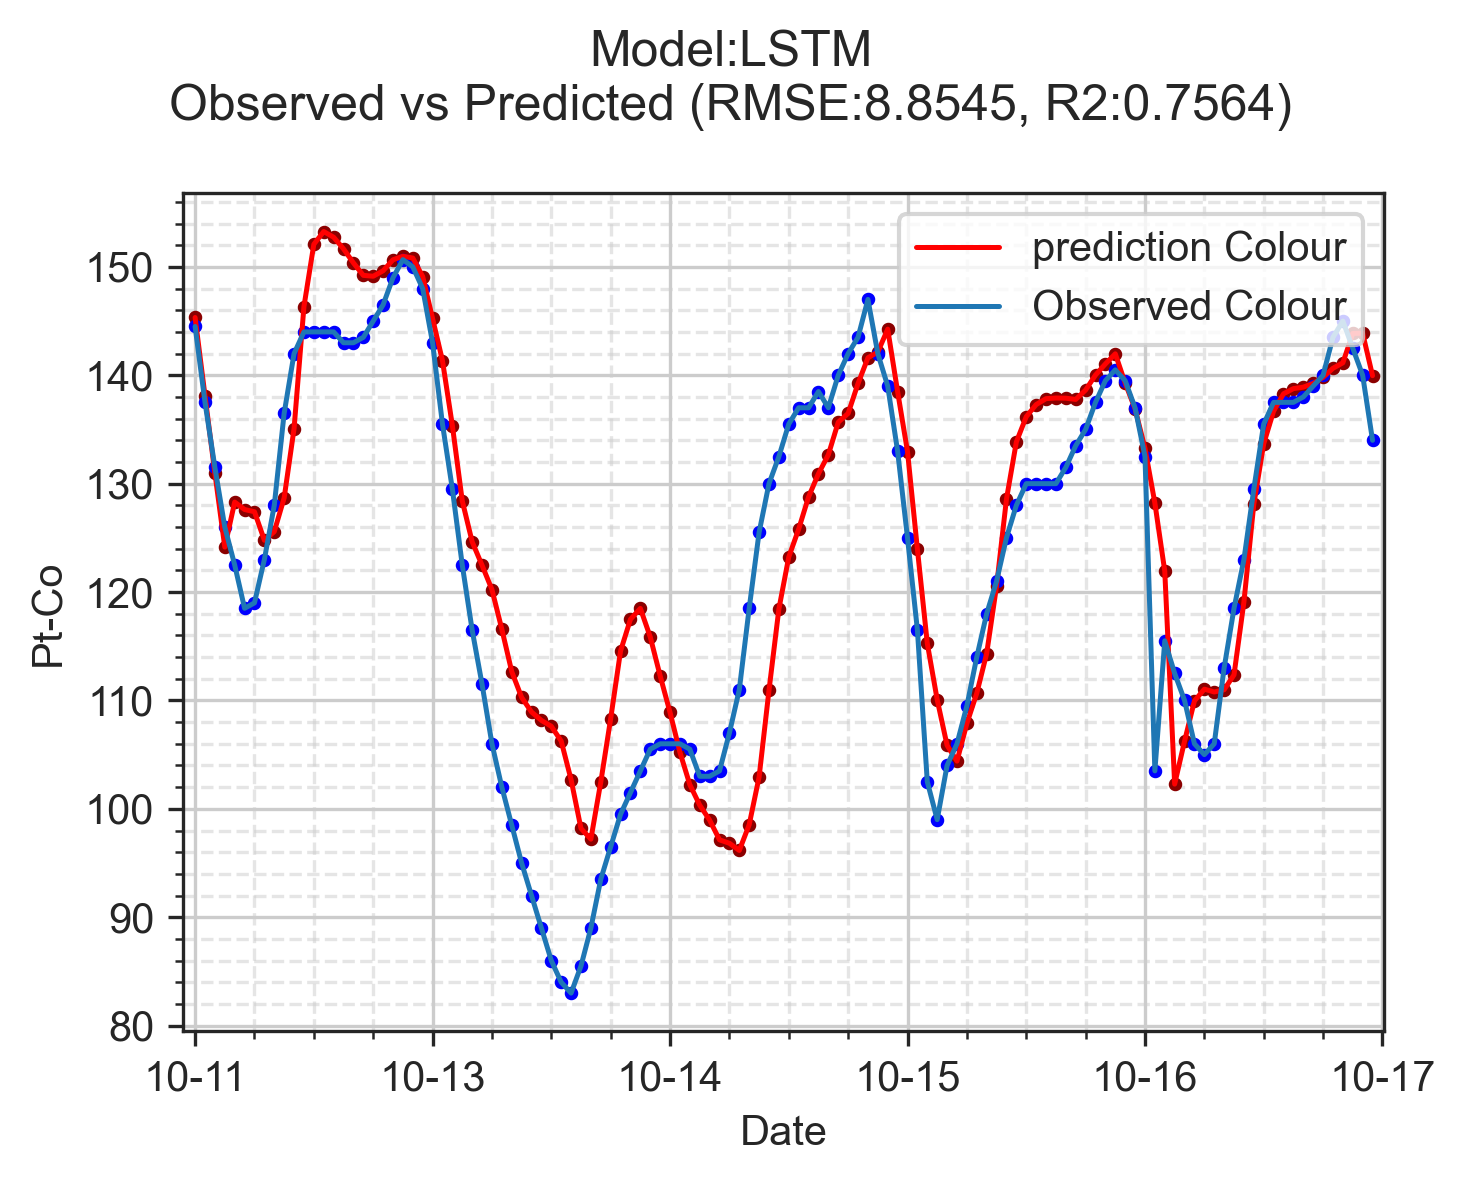 Model:LSTM
Observed vs Predicted (RMSE:8.8545, R2:0.7564)
prediction Colour
Observed Colour
150
140
130
120
110
100
90
80
Pt-Co
10-11 10-13 10-14 10-15 10-16 10-17
Date